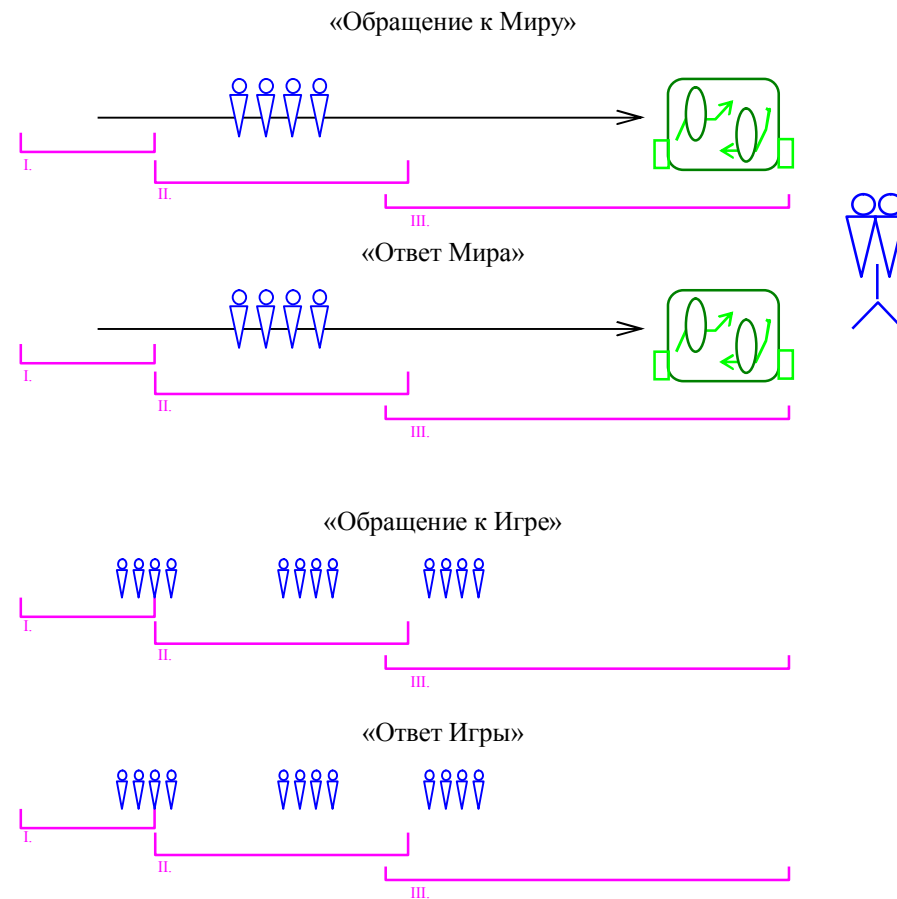 «Обращение к Миру»
I.
II.
III.
«Ответ Мира»
I.
II.
III.
«Обращение к Игре»
I.
II.
III.
«Ответ Игры»
I.
II.
III.